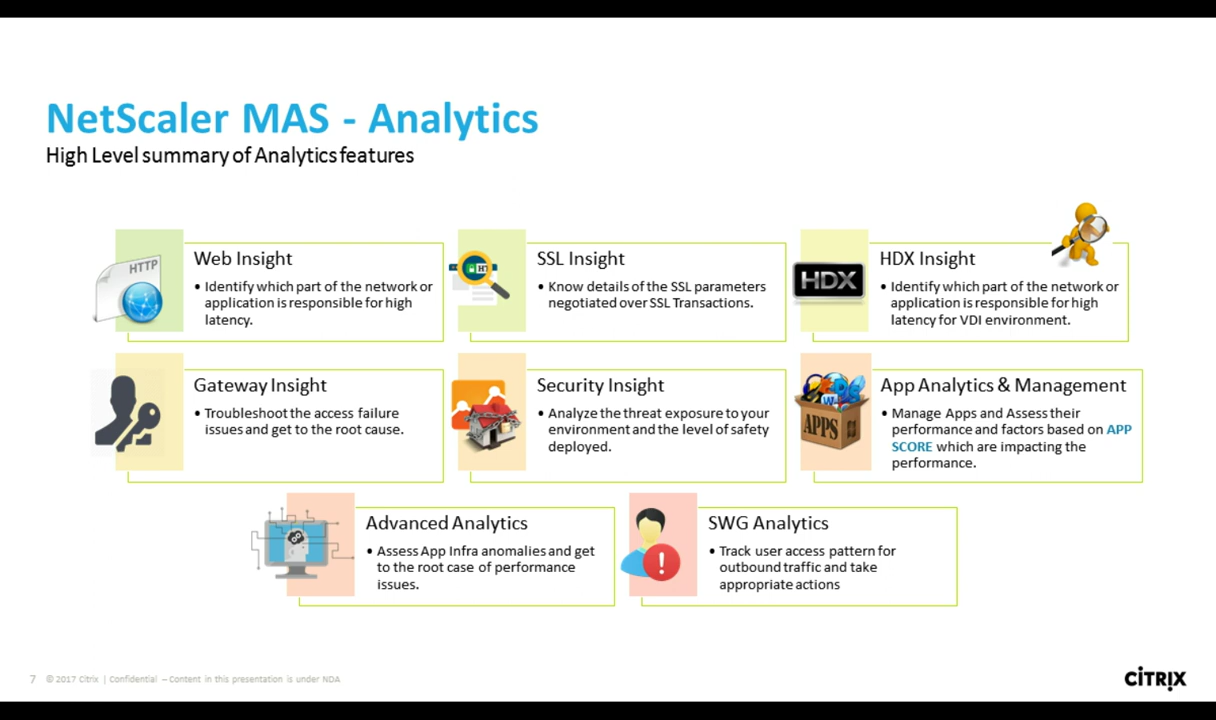 NetScaler MAS - Analytics
High Level summary of Analytics features
HTTP
Web Insight
• Identify which part of the network or
application is responsible for high
latency.
SSL Insight
• Know details of the SSL parameters
negotiated over SSL Transactions.
HDX
HDX Insight
• Identify which part of the network or
application is responsible for high
latency for VDI environment.
Gateway Insight
• Troubleshoot the access failure
issues and get to the root cause.
Security Insight
• Analyze the threat exposure to your
environment and the level of safety
deployed.
APPS
App Analytics & Management
• Manage Apps and Assess their
performance and factors based on APP
SCORE which are impacting the
performance.
Advanced Analytics
• Assess App Infra anomalies and get
to the root case of performance
issues.
SWG Analytics
• Track user access pattern for
outbound traffic and take
appropriate actions
7 © 2017 Citrix | Confidential – Content in this presentation is under NDA
CITRIX